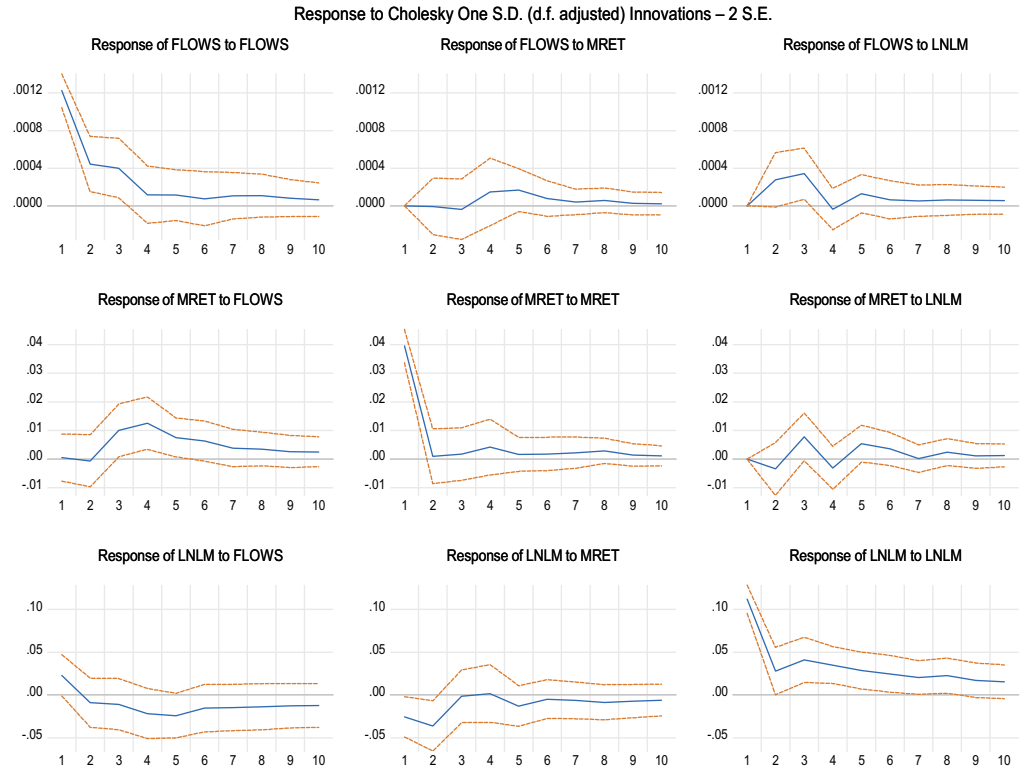 Response to Cholesky One S.D. (d.f. adjusted) Innovations – 2 S.E.
Response of FLOWS to FLOWS
.0012
.0008
.0004
.0000
1 2 3 4 5 6 7 8 9 10
Response of FLOWS to MRET
.0012
.0008
.0004
.0000
1 2 3 4 5 6 7 8 9 10
Response of FLOWS to LNLM
.0012
.0008
.0004
.0000
1 2 3 4 5 6 7 8 9 10
Response of MRET to FLOWS
.04
.03
.02
.01
.00
-.01
1 2 3 4 5 6 7 8 9 10
Response of MRET to MRET
.04
.03
.02
.01
.00
-.01
1 2 3 4 5 6 7 8 9 10
Response of MRET to LNLM
.04
.03
.02
.01
.00
-.01
1 2 3 4 5 6 7 8 9 10
Response of LNLM to FLOWS
.10
.05
.00
-.05
1 2 3 4 5 6 7 8 9 10
Response of LNLM to MRET
.10
.05
.00
-.05
1 2 3 4 5 6 7 8 9 10
Response of LNLM to LNLM
.10
.05
.00
-.05
1 2 3 4 5 6 7 8 9 10